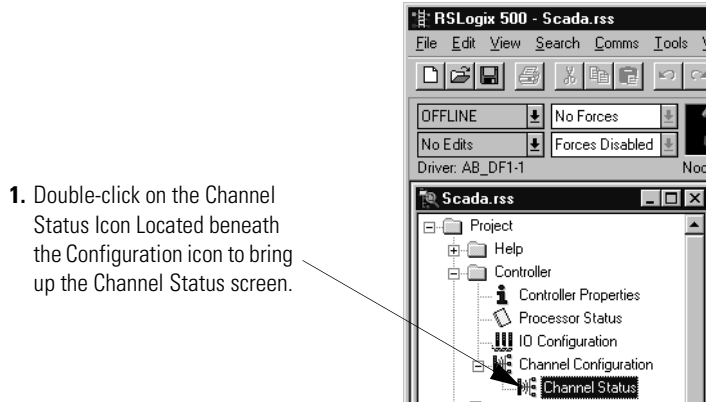 RSLogix 500 - Scada.rss
File Edit View Search Comms Tools
OFFLINE No Forces
No Edits Forces Disabled
Driver: AB_DF1-1
1. Double-click on the Channel
Status Icon Located beneath
the Configuration icon to bring
up the Channel Status screen.
Scada.rss
Project
Help
Controller
Controller Properties
Processor Status
IO Configuration
Channel Configuration
Channel Status